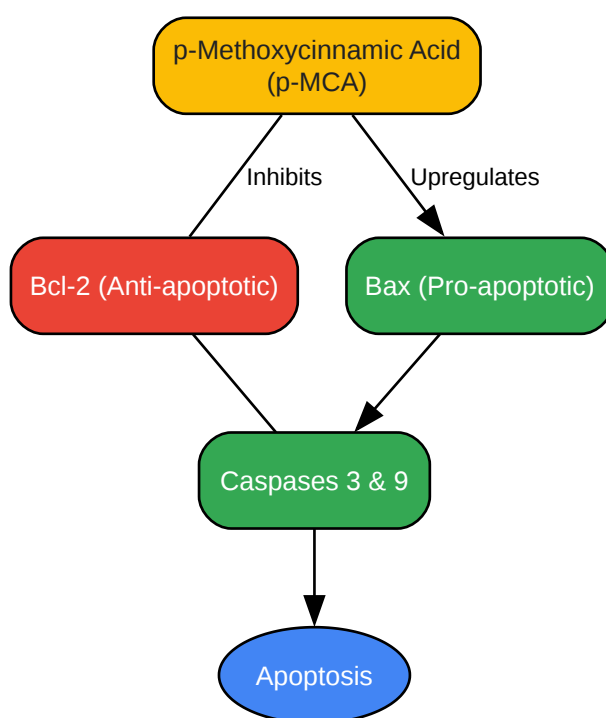 p-Methoxycinnamic Acid
(p-MCA)
Inhibits
Upregulates
Bcl-2 (Anti-apoptotic)
Bax (Pro-apoptotic)
Caspases 3 & 9
Apoptosis